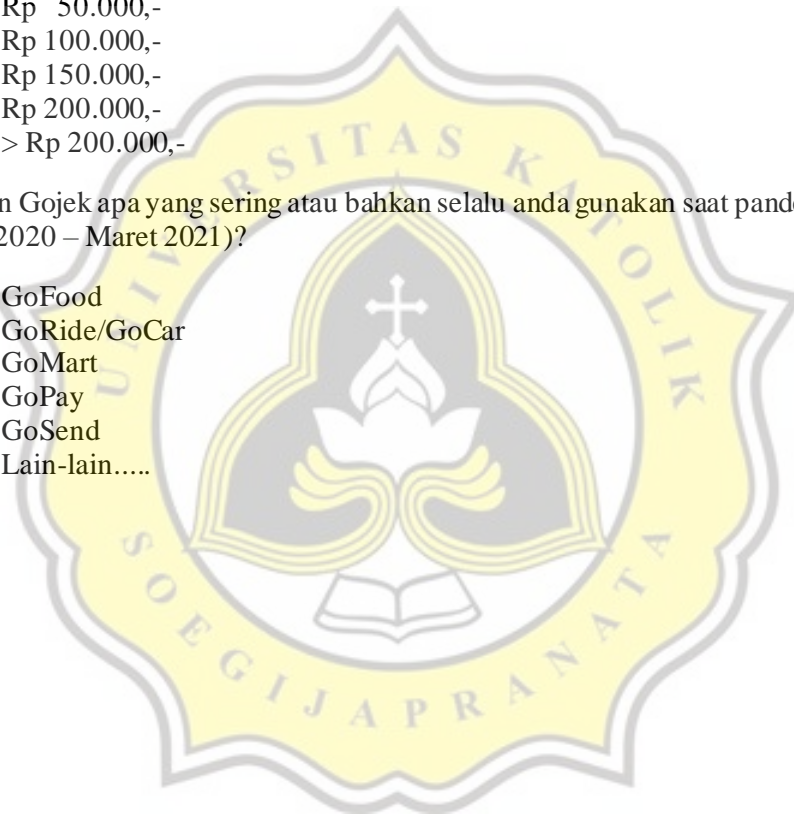 Rp 50.000,-
Rp 100.000,-
Rp 150.000,-
Rp 200.000,-
> Rp 200.000,-
n Gojek apa yang sering atau bahkan selalu anda gunakan saat pand
2020 – Maret 2021)?
GoFood
GoRide/GoCar
GoMart
GoPay
GoSend
Lain-lain.....
UNIVERSITAS KATOLIK
SOEGIJAPRANATA